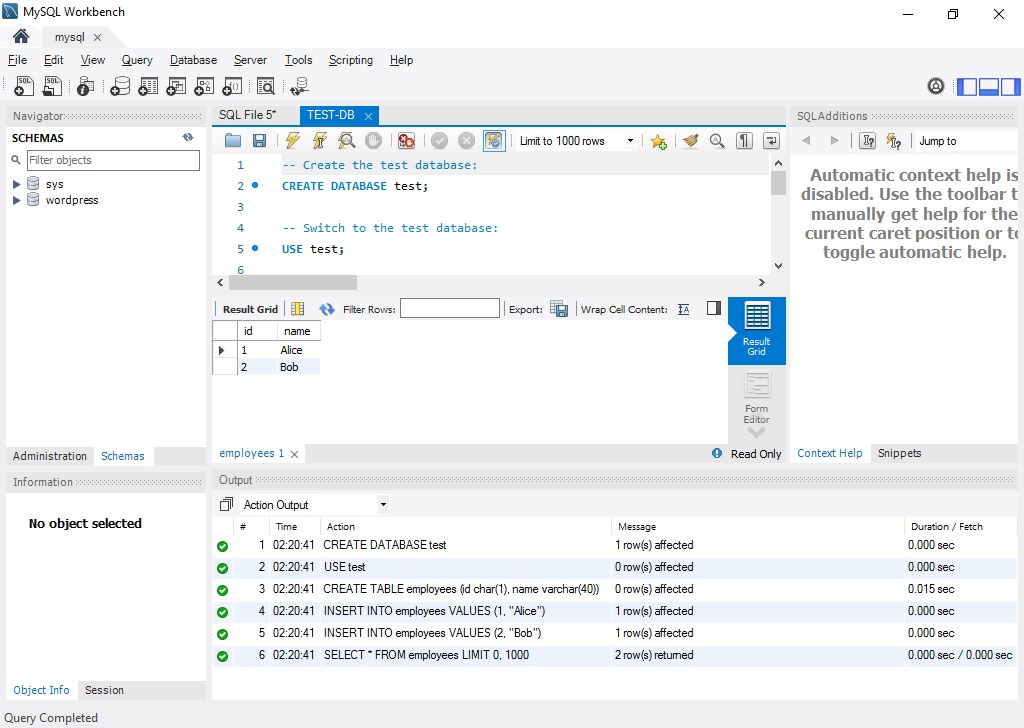 MySQL Workbench
mysql
File Edit View Query Database Server Tools Scripting Help
Navigator
SCHEMAS
Filter objects
sys
wordpress
Administration Schemas
Information
No object selected
Object Info Session
SQL File 5* TEST-DB
Limit to 1000 rows
1 -- Create the test database:
2 CREATE DATABASE test;
3
4 -- Switch to the test database:
5 USE test;
6
Result Grid Filter Rows: Export: Wrap Cell Content:
id name
1 Alice
2 Bob
Result
Grid
Form
Editor
employees 1 Read Only
SQLAdditions
Jump to
Automatic context help is
disabled. Use the toolbar t
manually get help for the
current caret position or to
toggle automatic help.
Context Help Snippets
Output
Action Output
# Time Action Message Duration / Fetch
1 02:20:41 CREATE DATABASE test 1 row(s) affected 0.000 sec
2 02:20:41 USE test 0 row(s) affected 0.000 sec
3 02:20:41 CREATE TABLE employees (id char(1), name varchar(40)) 0 row(s) affected 0.015 sec
4 02:20:41 INSERT INTO employees VALUES (1, "Alice") 1 row(s) affected 0.000 sec
5 02:20:41 INSERT INTO employees VALUES (2, "Bob") 1 row(s) affected 0.000 sec
6 02:20:41 SELECT * FROM employees LIMIT 0, 1000 2 row(s) returned 0.000 sec / 0.000 sec
Query Completed